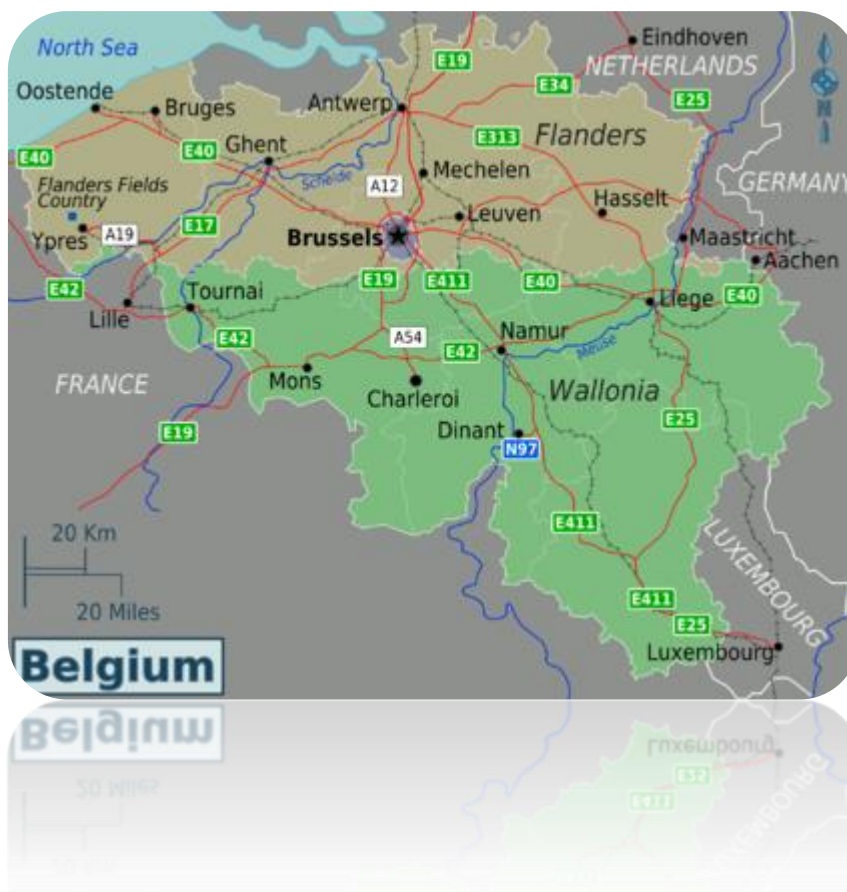 North Sea
Eindhoven
NETHERLANDS
E19
E34
E25
Oostende
Bruges
Antwerp
N
E313
Flanders
Ghent
E40
E40
Mechelen
Schelde
A12
GERMANY
Flanders Fields
Country
Hasselt
Leuven
E17
Ypres
A19
Brussels
Maastricht
Aachen
E19
E411
E40
E40
E42
Tournai
Liege
Lille
E42
A54
Namur
E42
Meuse
FRANCE
Mons
Charleroi
Wallonia
E25
Dinant
E19
N97
20 Km
E411
LUXEMBOURG
20 Miles
E411
E25
Belgium
Luxembourg